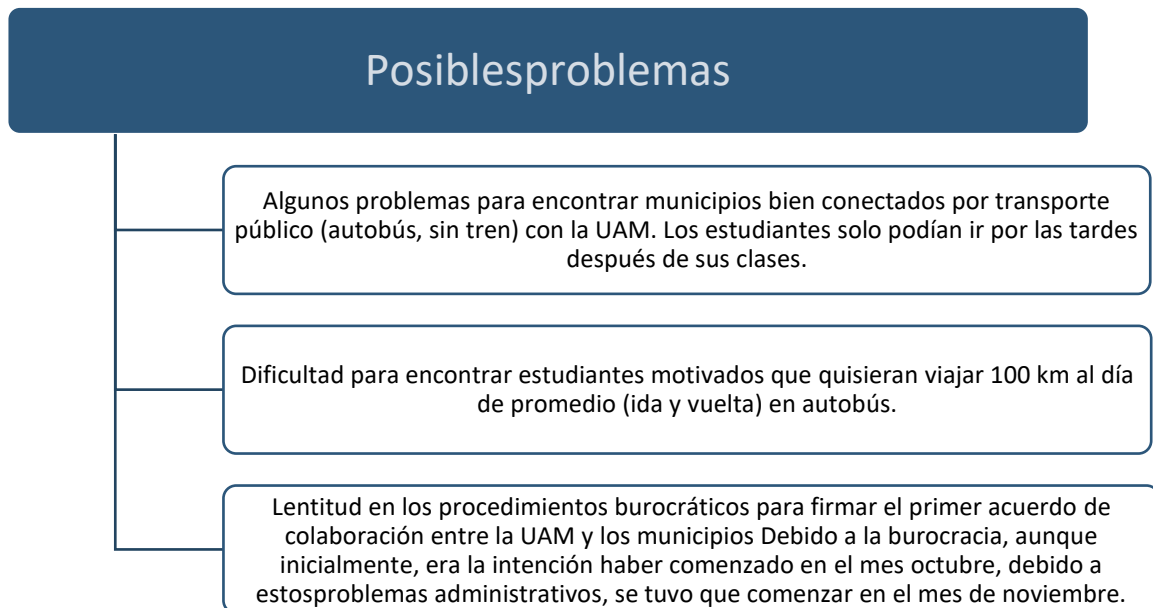 Posiblesproblemas
Algunos problemas para encontrar municipios bien conectados por transporte
público (autobús, sin tren) con la UAM. Los estudiantes solo podían ir por las tardes
después de sus clases.
Dificultad para encontrar estudiantes motivados que quisieran viajar 100 km al día
de promedio (ida y vuelta) en autobús.
Lentitud en los procedimientos burocráticos para firmar el primer acuerdo de
colaboración entre la UAM y los municipios Debido a la burocracia, aunque
inicialmente, era la intención haber comenzado en el mes octubre, debido a
estosproblemas administrativos, se tuvo que comenzar en el mes de noviembre.